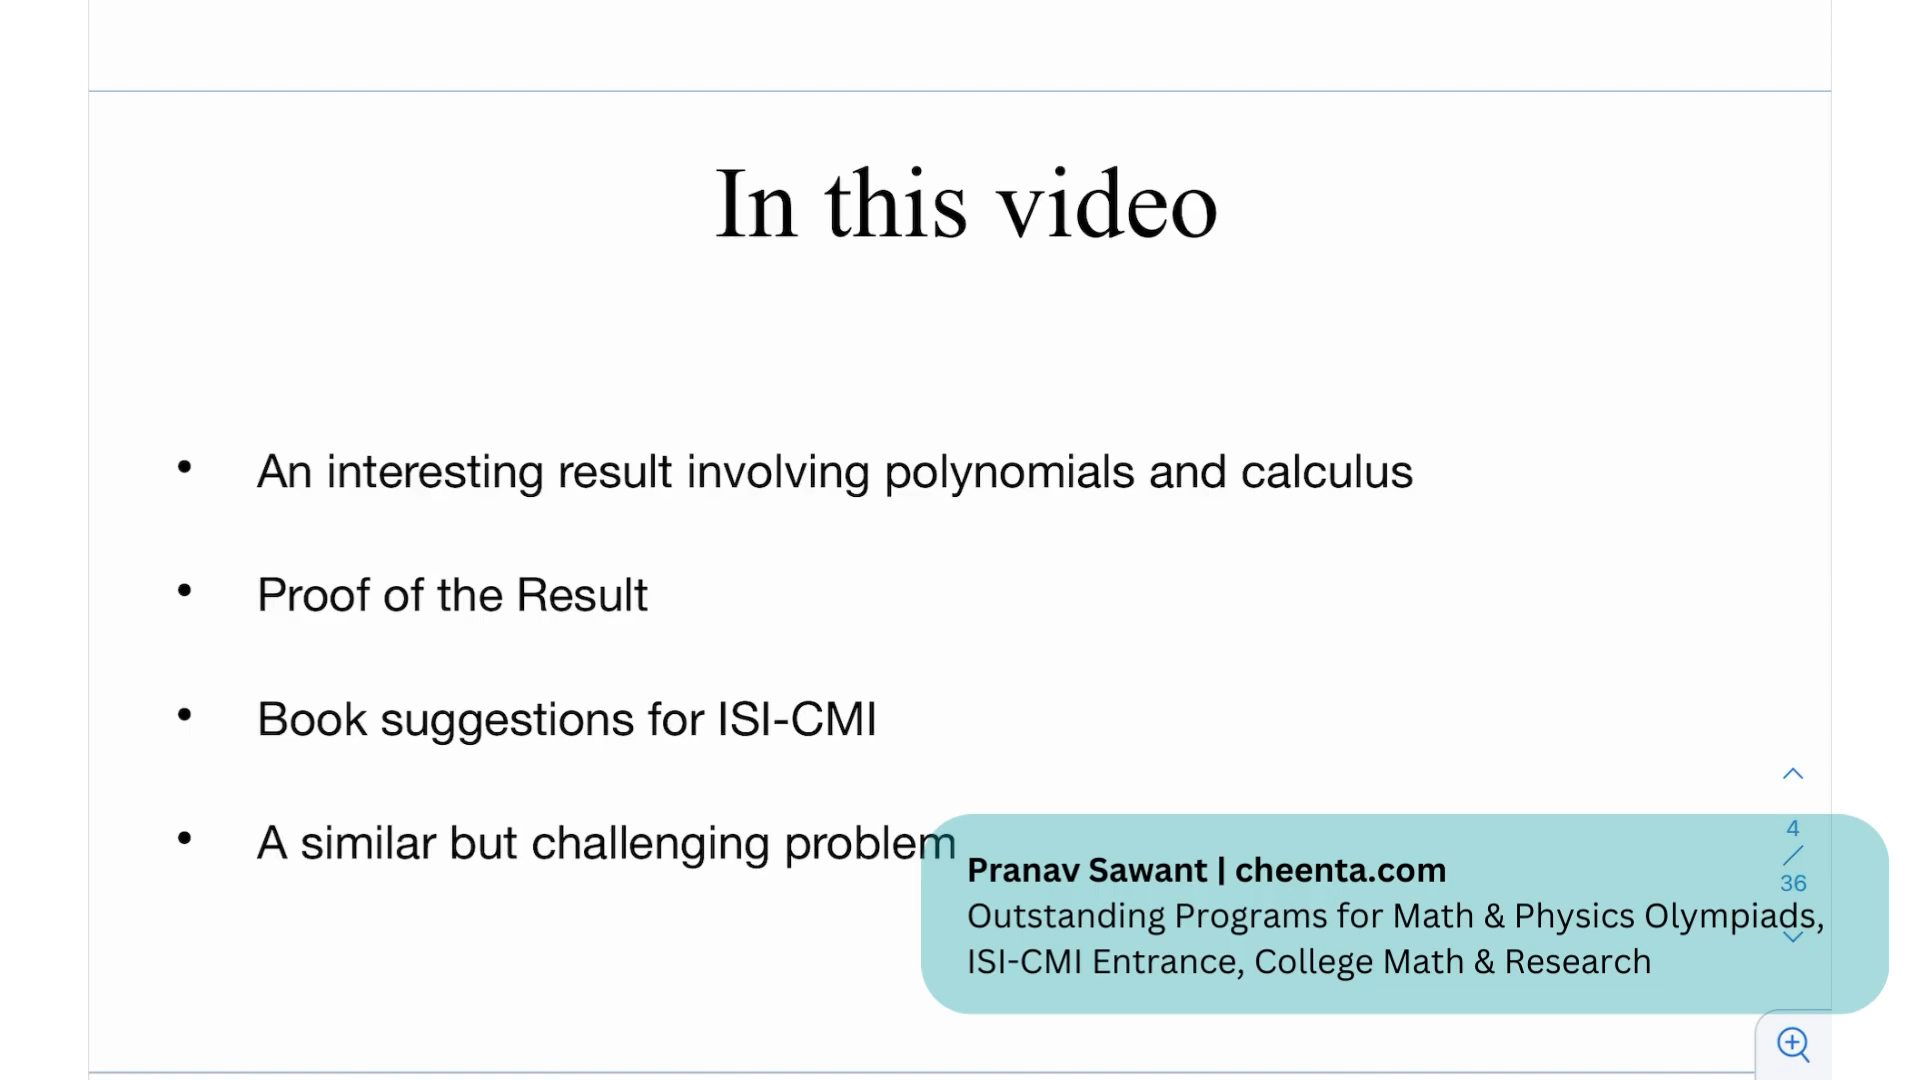 In this video
• An interesting result involving polynomials and calculus
• Proof of the Result
• Book suggestions for ISI-CMI
• A similar but challenging problem
Pranav Sawant | cheenta.com
Outstanding Programs for Math & Physics Olympiads,
ISI-CMI Entrance, College Math & Research
4
/
36